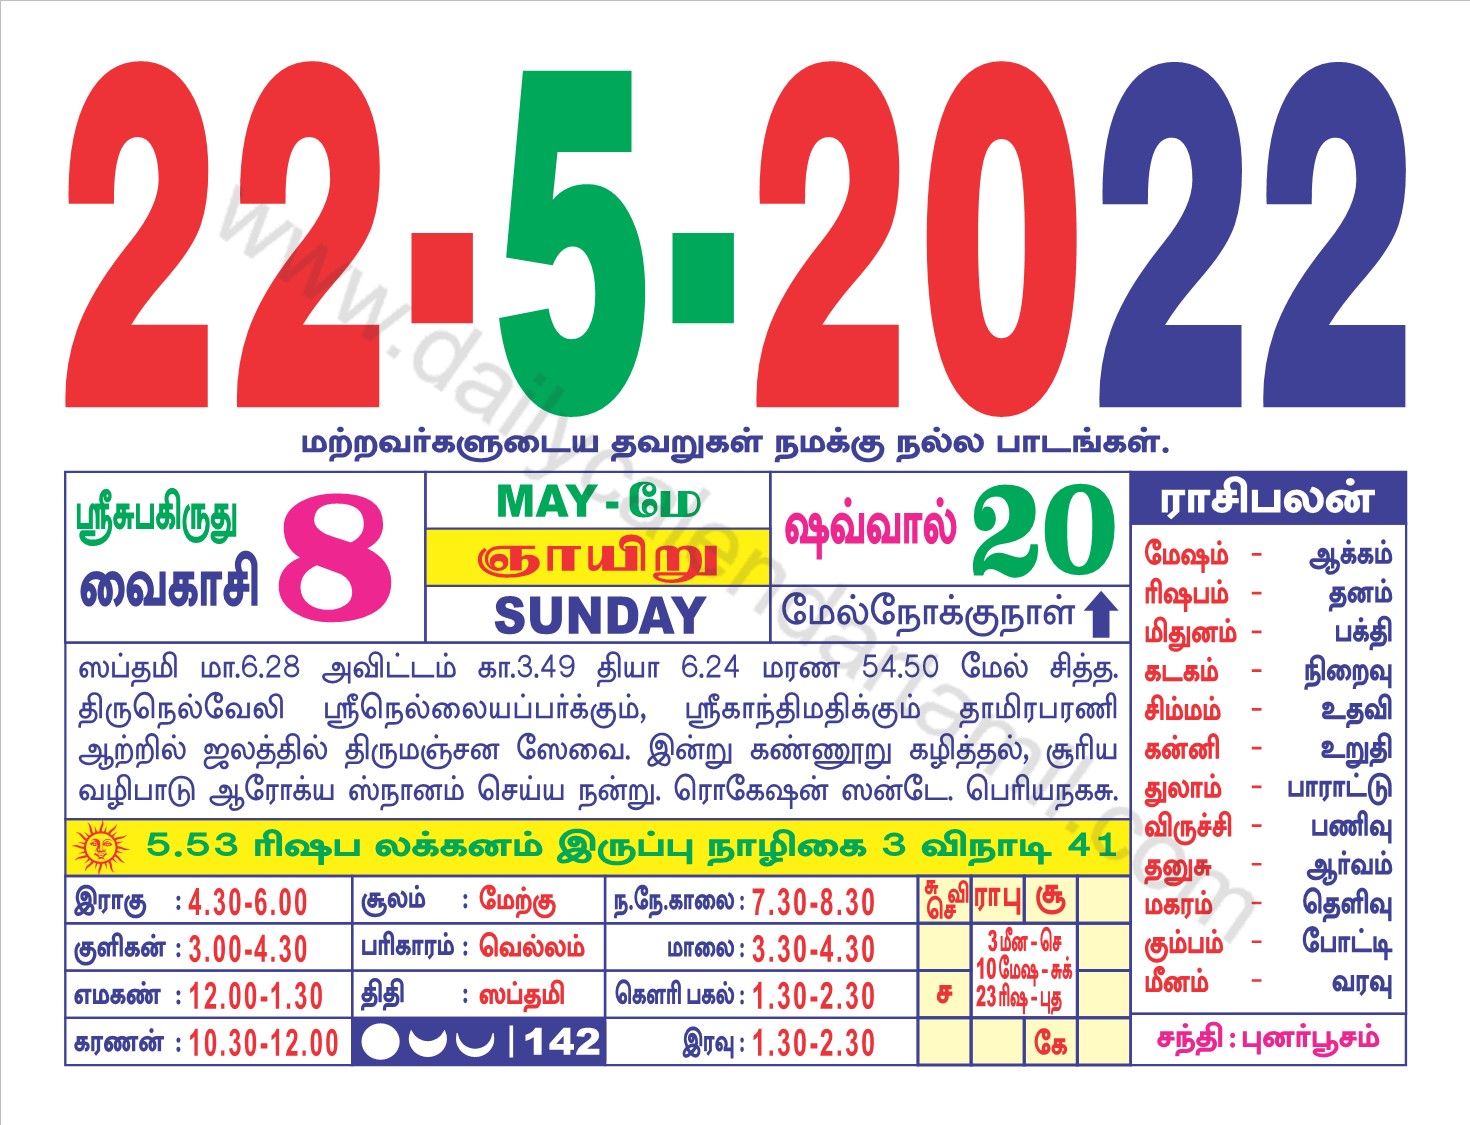 22-5-2022
மற்றவர்களுடைய தவறுகள் நமக்கு நல்ல பாடங்கள்.
ஸ்ரீசுபகிருது
வைகாசி 8
MAY - மே
ஞாயிறு
SUNDAY
ஷவ்வால் 20
மேல்நோக்குநாள்
ஸப்தமி மா.6.28 அவிட்டம் கா.3.49 தியா 6.24 மரண 54.50 மேல் சித்த.
திருநெல்வேலி ஸ்ரீநெல்லையப்பர்க்கும், ஸ்ரீகாந்திமதிக்கும் தாமிரபரணி
ஆற்றில் ஜலத்தில் திருமஞ்சன ஸேவை. இன்று கண்ணூறு கழித்தல், சூரிய
வழிபாடு ஆரோக்ய ஸ்நானம் செய்ய நன்று. ரொகேஷன் ஸன்டே. பெரியநகசு.
5.53 ரிஷப லக்கனம் இருப்பு நாழிகை 3 விநாடி 41
இராகு : 4.30-6.00
குளிகன் : 3.00-4.30
எமகண் : 12.00-1.30
கரணன் : 10.30-12.00
சூலம் : மேற்கு
பரிகாரம் : வெல்லம்
திதி : ஸப்தமி
|142
ந.நே.காலை : 7.30-8.30
மாலை : 3.30-4.30
கௌரி பகல் : 1.30-2.30
இரவு : 1.30-2.30
சு வி செ
ராபு
சூ
3 மீன - செ
10 மேஷ - சுக்
23 ரிஷ - புத
ச
கே
ராசிபலன்
மேஷம் - ஆக்கம்
ரிஷபம் - தனம்
மிதுனம் - பக்தி
கடகம் - நிறைவு
சிம்மம் - உதவி
கன்னி - உறுதி
துலாம் - பாராட்டு
விருச்சி - பணிவு
தனுசு - ஆர்வம்
மகரம் - தெளிவு
கும்பம் - போட்டி
மீனம் - வரவு
சந்தி : புனர்பூசம்
www.dailycalendartamil.com